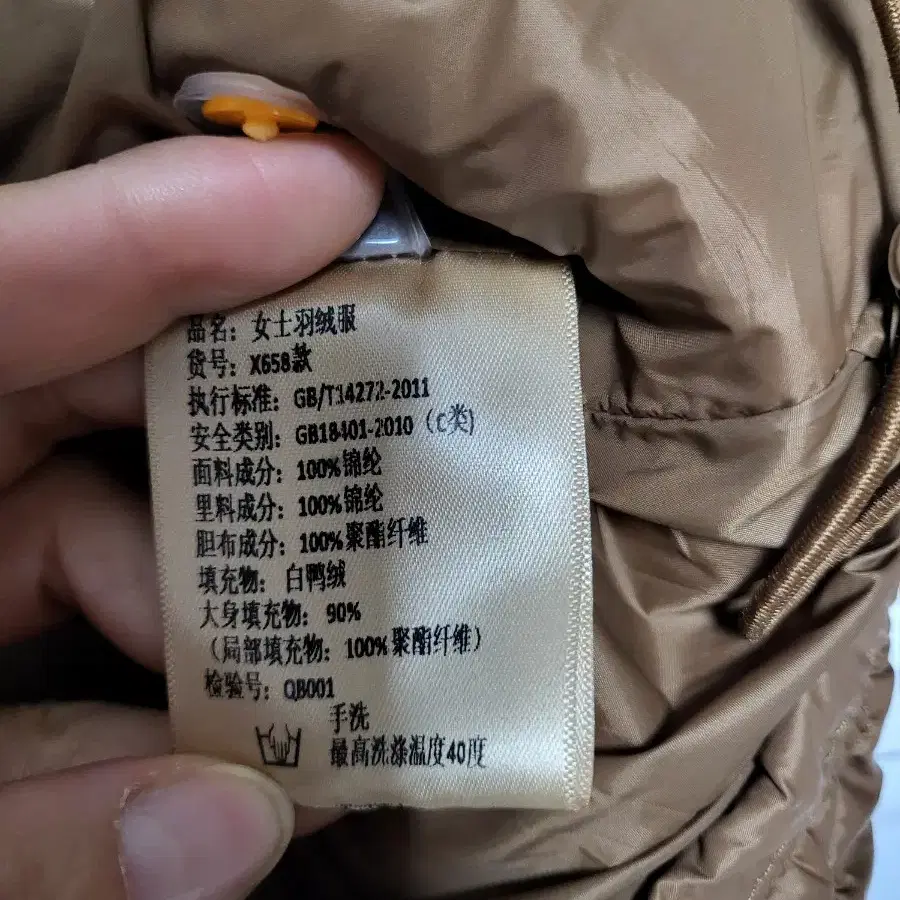 品名：女士羽绒服
货号：X658款
执行标准：GB/T14272-2011
安全类别：GB18401-2010（C类）
面料成分：100%锦纶
里料成分：100%锦纶
胆布成分：100%聚酯纤维
填充物：白鸭绒
大身填充物：90%
（局部填充物：100%聚酯纤维）
检验号：QB001
手洗
最高洗涤温度40度